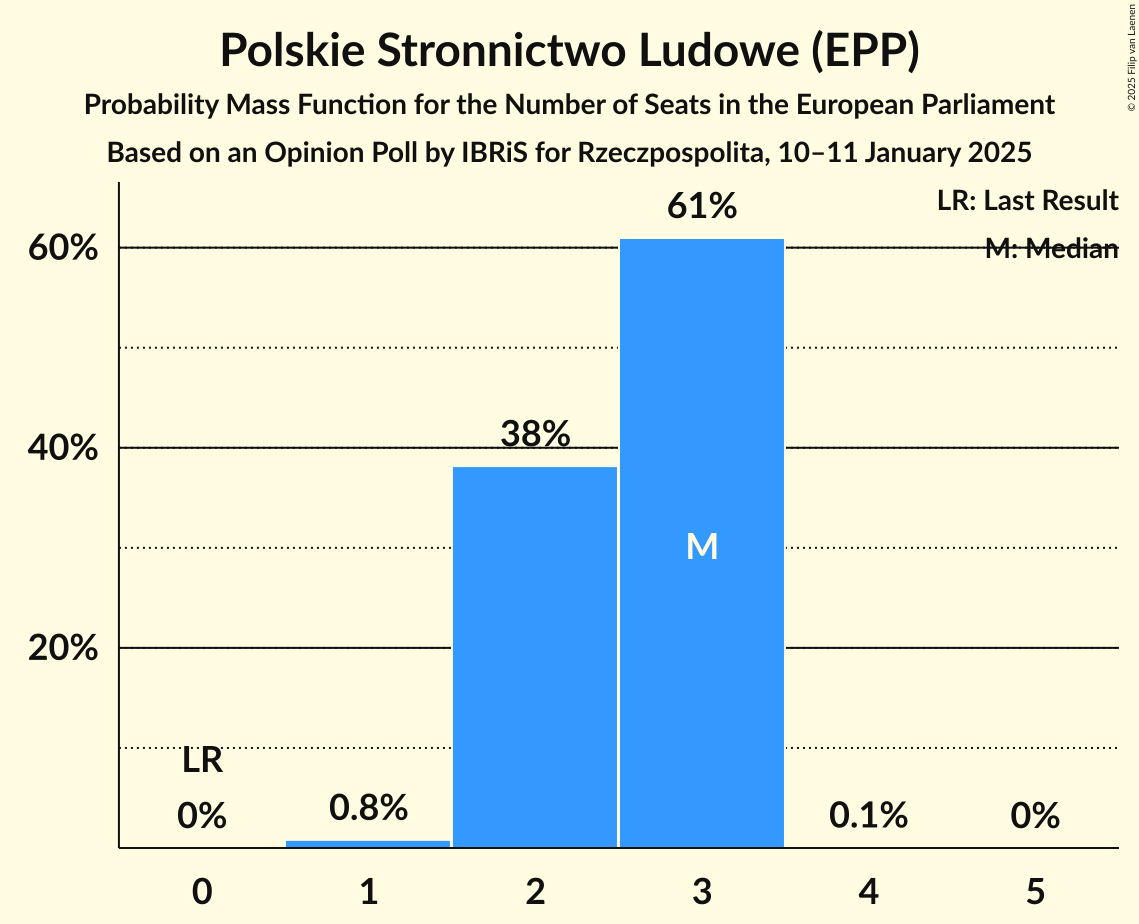 Polskie Stronnictwo Ludowe (EPP)
Probability Mass Function for the Number of Seats in the European Parliament
Based on an Opinion Poll by IBRiS for Rzeczpospolita, 10–11 January 2025
© 2025 Filip van Laenen
LR: Last Result
M: Median
61%
60%
38%
40%
M
20%
LR
0%
0.8%
0.1%
0%
0 1 2 3 4 5